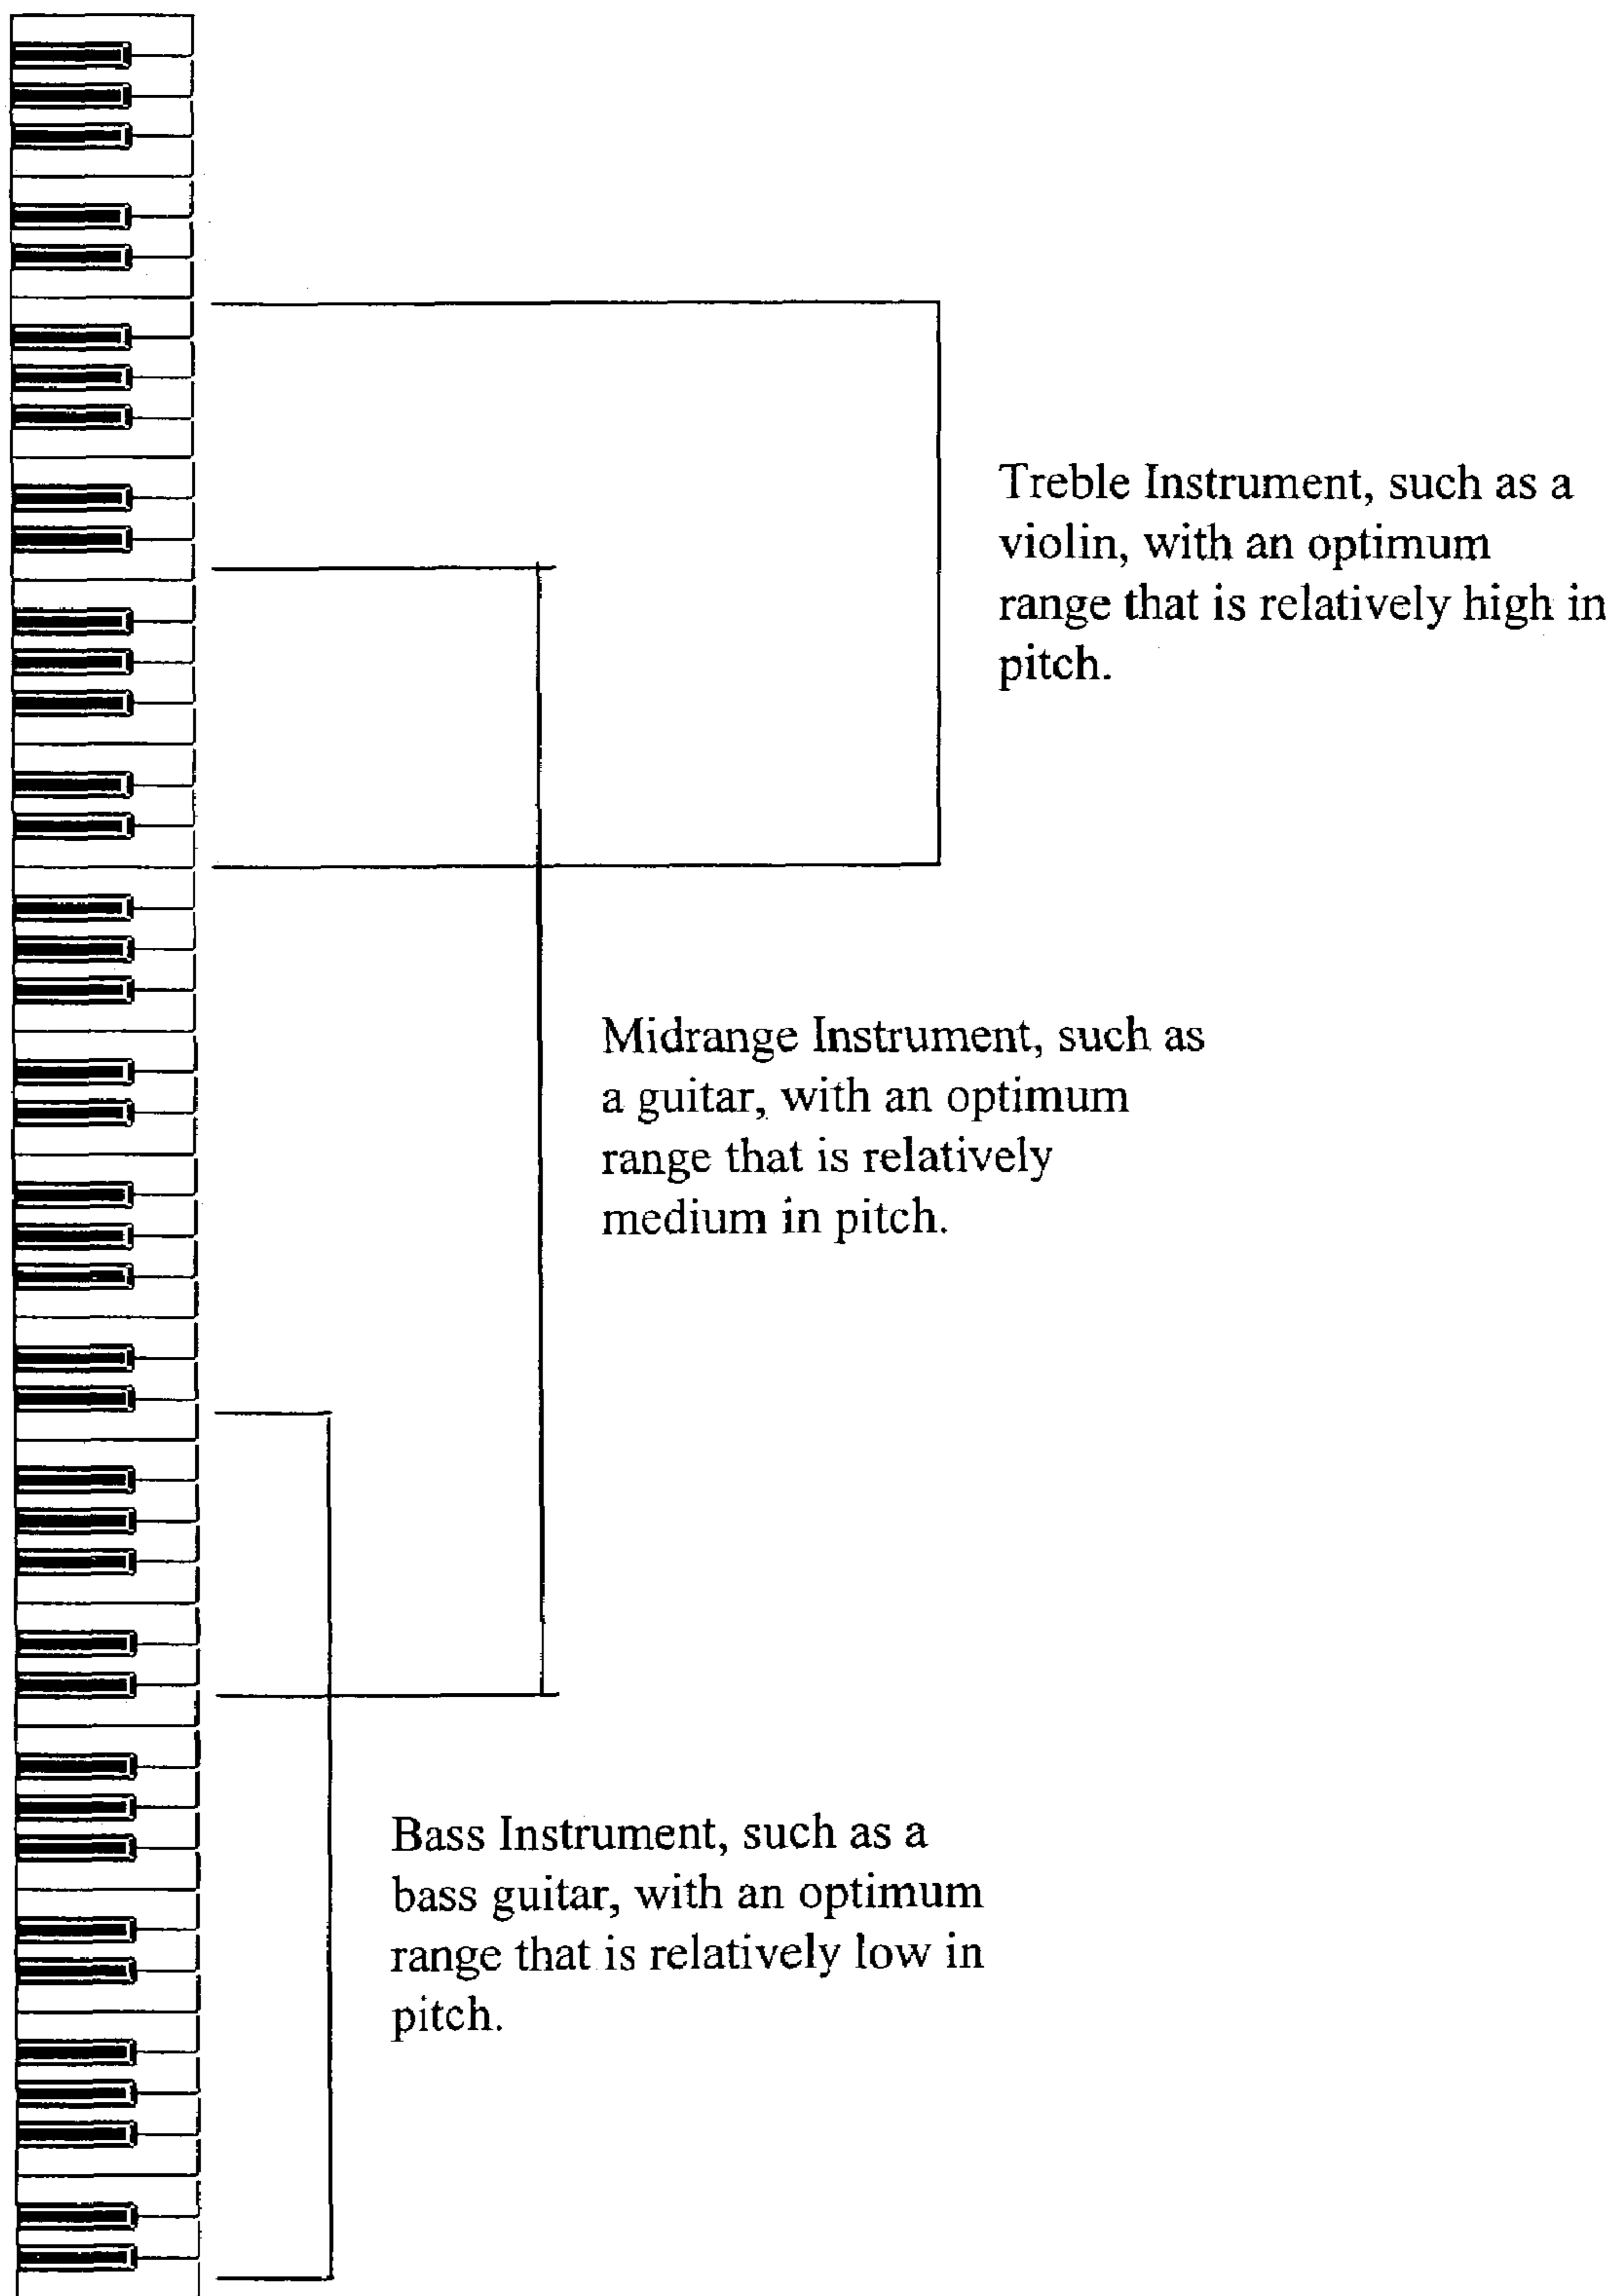 Treble Instrument, such as a
violin, with an optimum
range that is relatively high in
pitch.
Midrange Instrument, such as
a guitar, with an optimum
range that is relatively
medium in pitch.
Bass Instrument, such as a
bass guitar, with an optimum
range that is relatively low in
pitch.